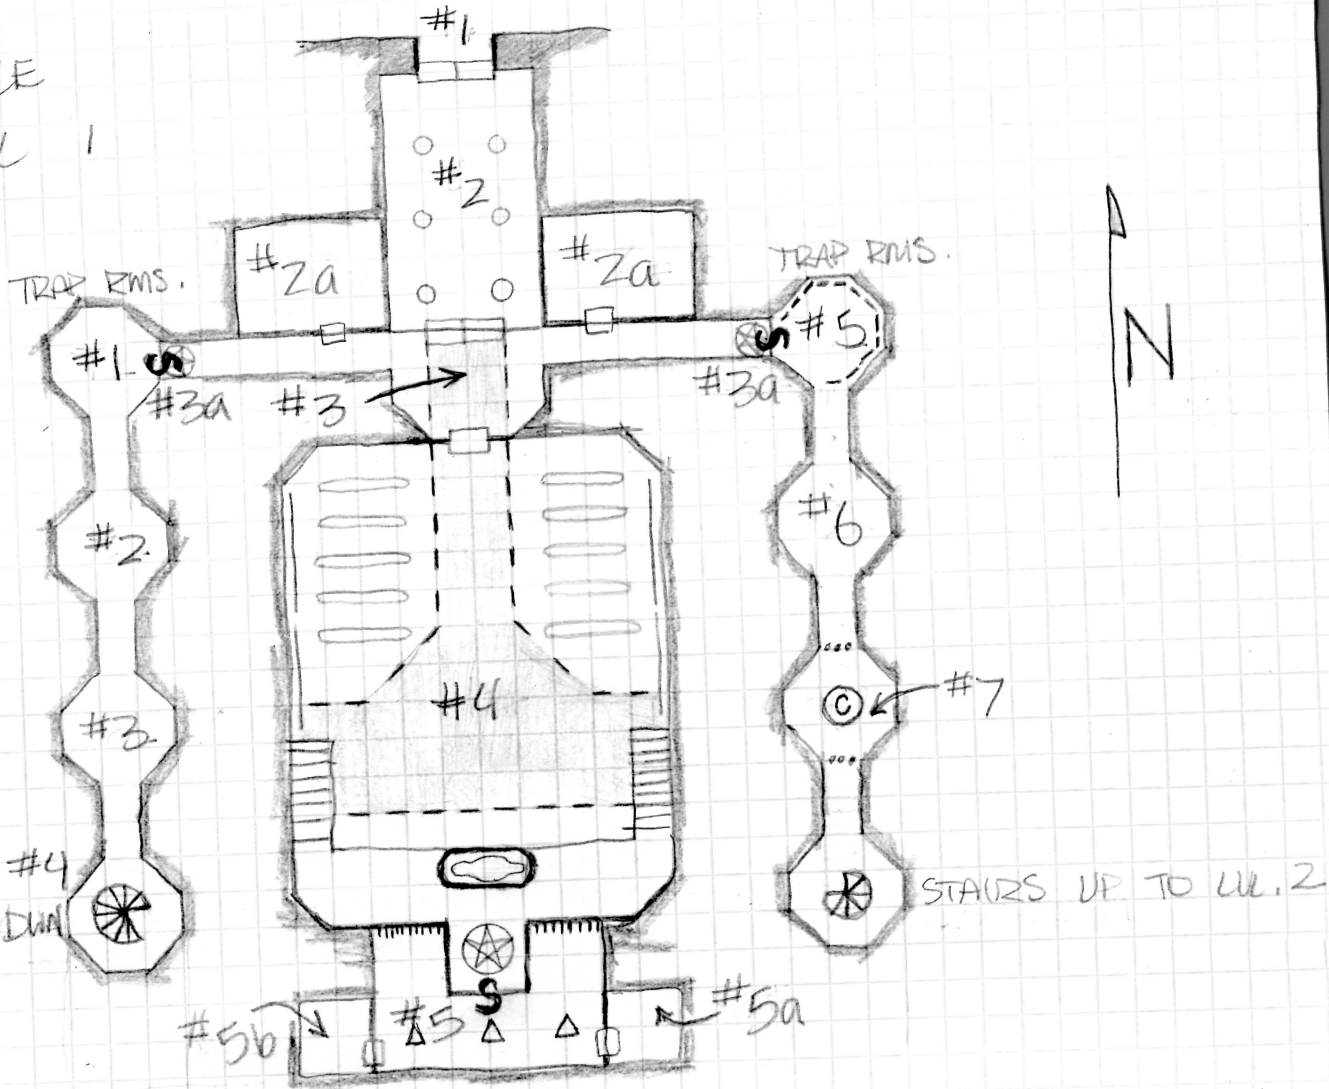 #1
1
#2
#2a
#2a
TRAP RMS.
TRAP RMS.
#1
S
#3a
#3
#3a
S
#5
N
#2
#6
#4
#3
C
#7
#4
DWN
STAIRS UP TO LVL. 2
S
#5
#5b
#5a